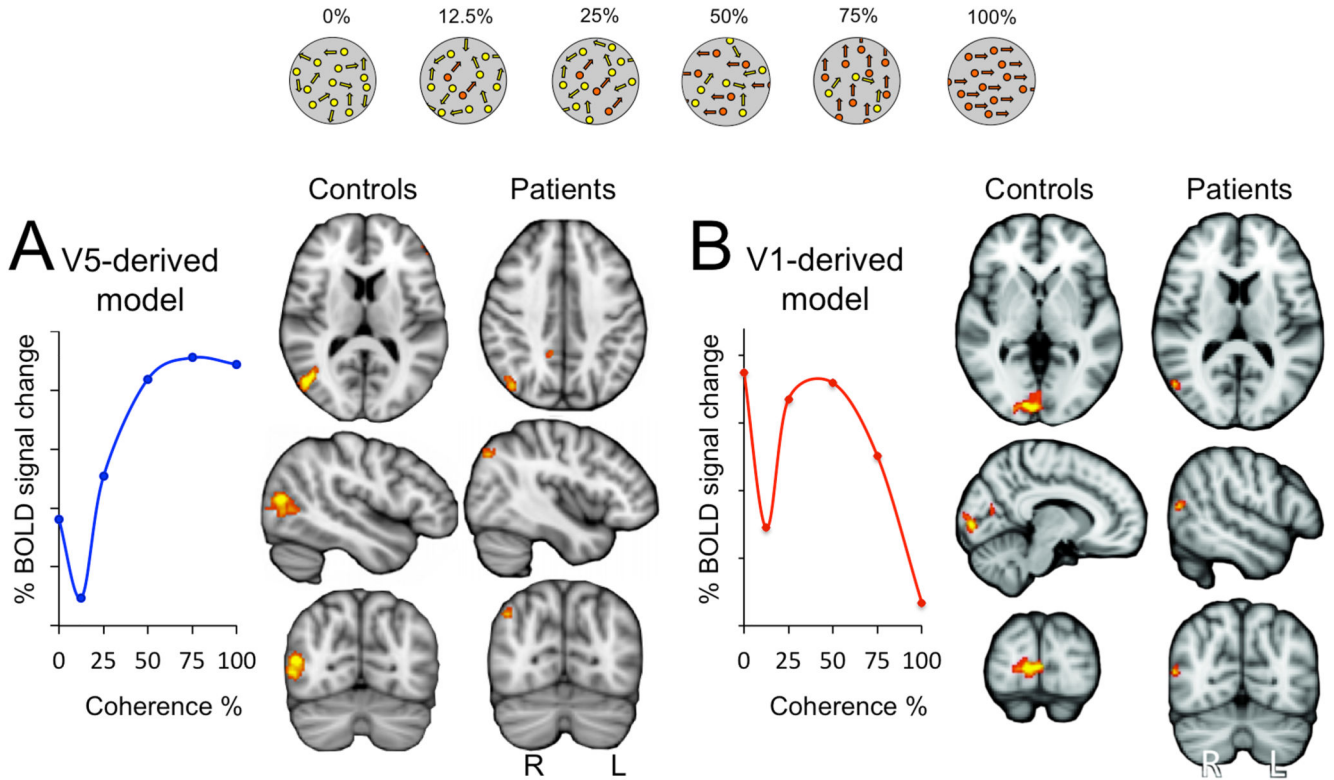 0% 12.5% 25% 50% 75% 100%
A
V5-derived
model
Controls Patients
% BOLD signal change
0 25 50 75 100
Coherence %
R L
B
V1-derived
model
Controls Patients
% BOLD signal change
0 25 50 75 100
Coherence %
R L